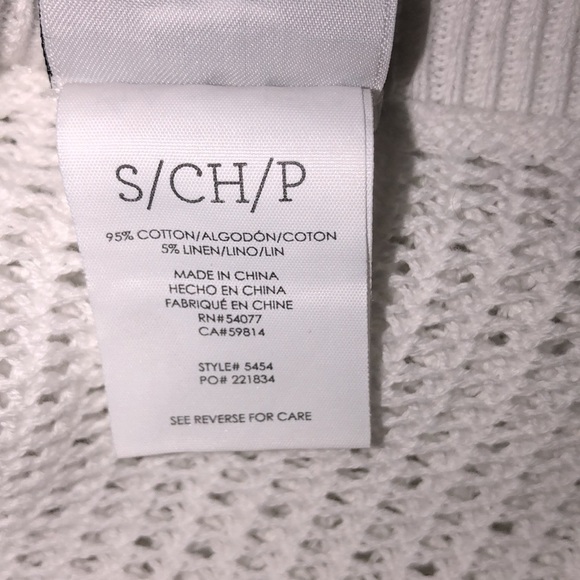 S/CH/P
95% COTTON/ALGODÓN/COTON
5% LINEN/LINO/LIN
MADE IN CHINA
HECHO EN CHINA
FABRIQUÉ EN CHINE
RN#54077
CA#59814
STYLE# 5454
PO# 221834
SEE REVERSE FOR CARE